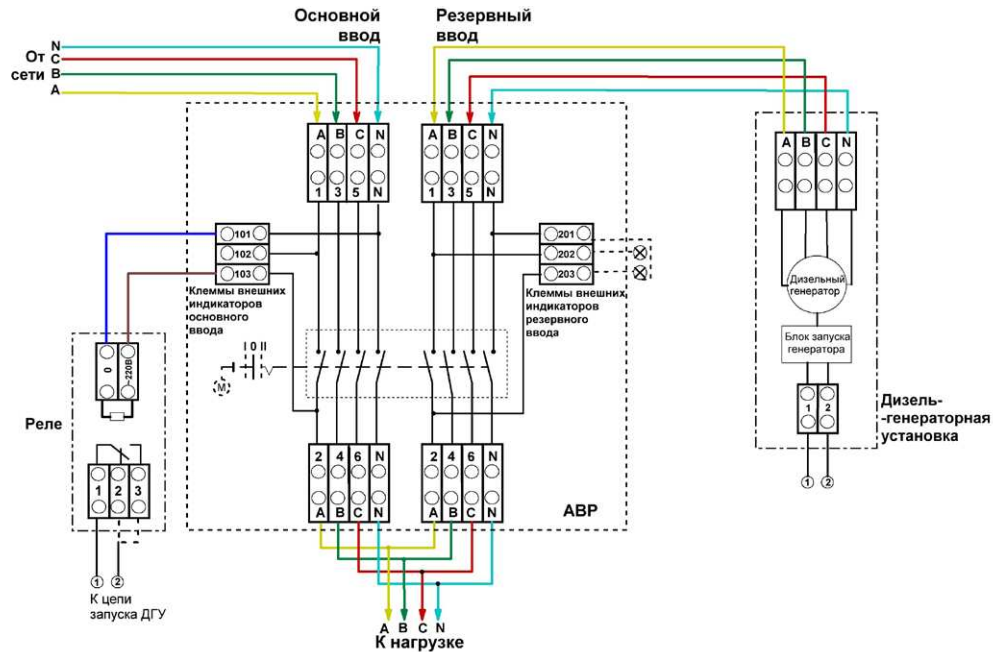 Основной
ввод
Резервный
ввод
От
сети
N
C
B
A
A B C N
1 3 5 N
A B C N
1 3 5 N
A B C N
101
102
103
Клеммы внешних
индикаторов
основного
ввода
201
202
203
Клеммы внешних
индикаторов
резервного
ввода
Дизельный
генератор
Блок запуска
генератора
1 2
1 2
Дизель-
-генераторная
установка
I 0 II
M
0
~220В
Реле
1 2 3
1 2
К цепи
запуска ДГУ
2 4 6 N
A B C N
2 4 6 N
A B C N
АВР
A B C N
К нагрузке